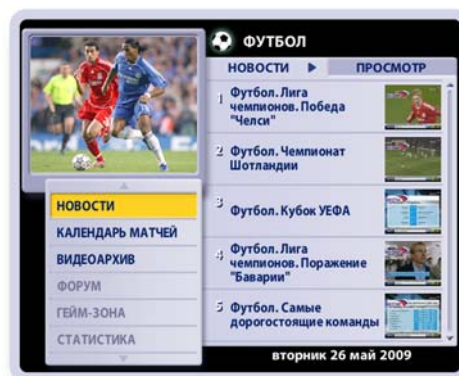 ФУТБОЛ
НОВОСТИ
ПРОСМОТР
1 Футбол. Лига
чемпионов. Победа
"Челси"
2 Футбол. Чемпионат
Шотландии
3 Футбол. Кубок УЕФА
4 Футбол. Лига
чемпионов. Поражение
"Баварии"
5 Футбол. Самые
дорогостоящие команды
НОВОСТИ
КАЛЕНДАРЬ МАТЧЕЙ
ВИДЕОАРХИВ
ФОРУМ
ГЕЙМ-ЗОНА
СТАТИСТИКА
вторник 26 май 2009